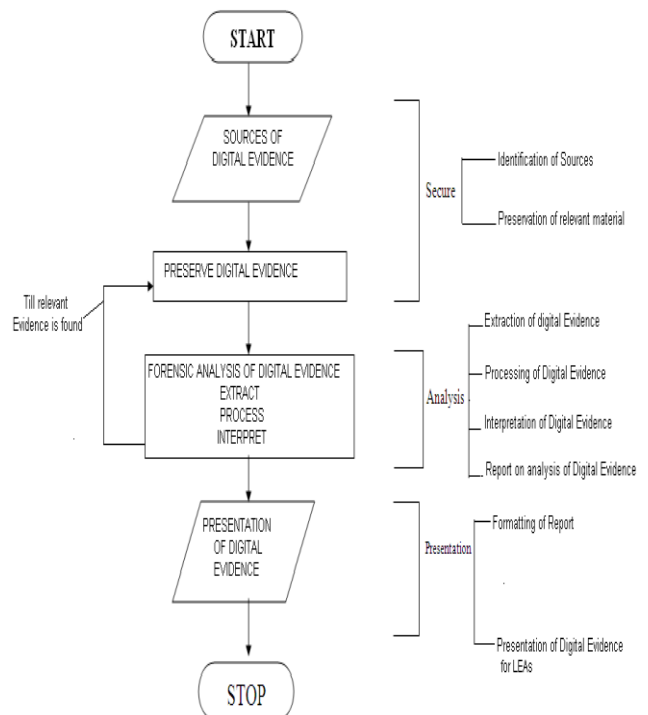 START
SOURCES OF
DIGITAL EVIDENCE
Secure
Identification of Sources
Preservation of relevant material
PRESERVE DIGITAL EVIDENCE
Till relevant
Evidence is found
FORENSIC ANALYSIS OF DIGITAL EVIDENCE
EXTRACT
PROCESS
INTERPRET
Analysis
Extraction of digital Evidence
Processing of Digital Evidence
Interpretation of Digital Evidence
Report on analysis of Digital Evidence
PRESENTATION
OF DIGITAL
EVIDENCE
Presentation
Formatting of Report
Presentation of Digital Evidence
for LEAs
STOP